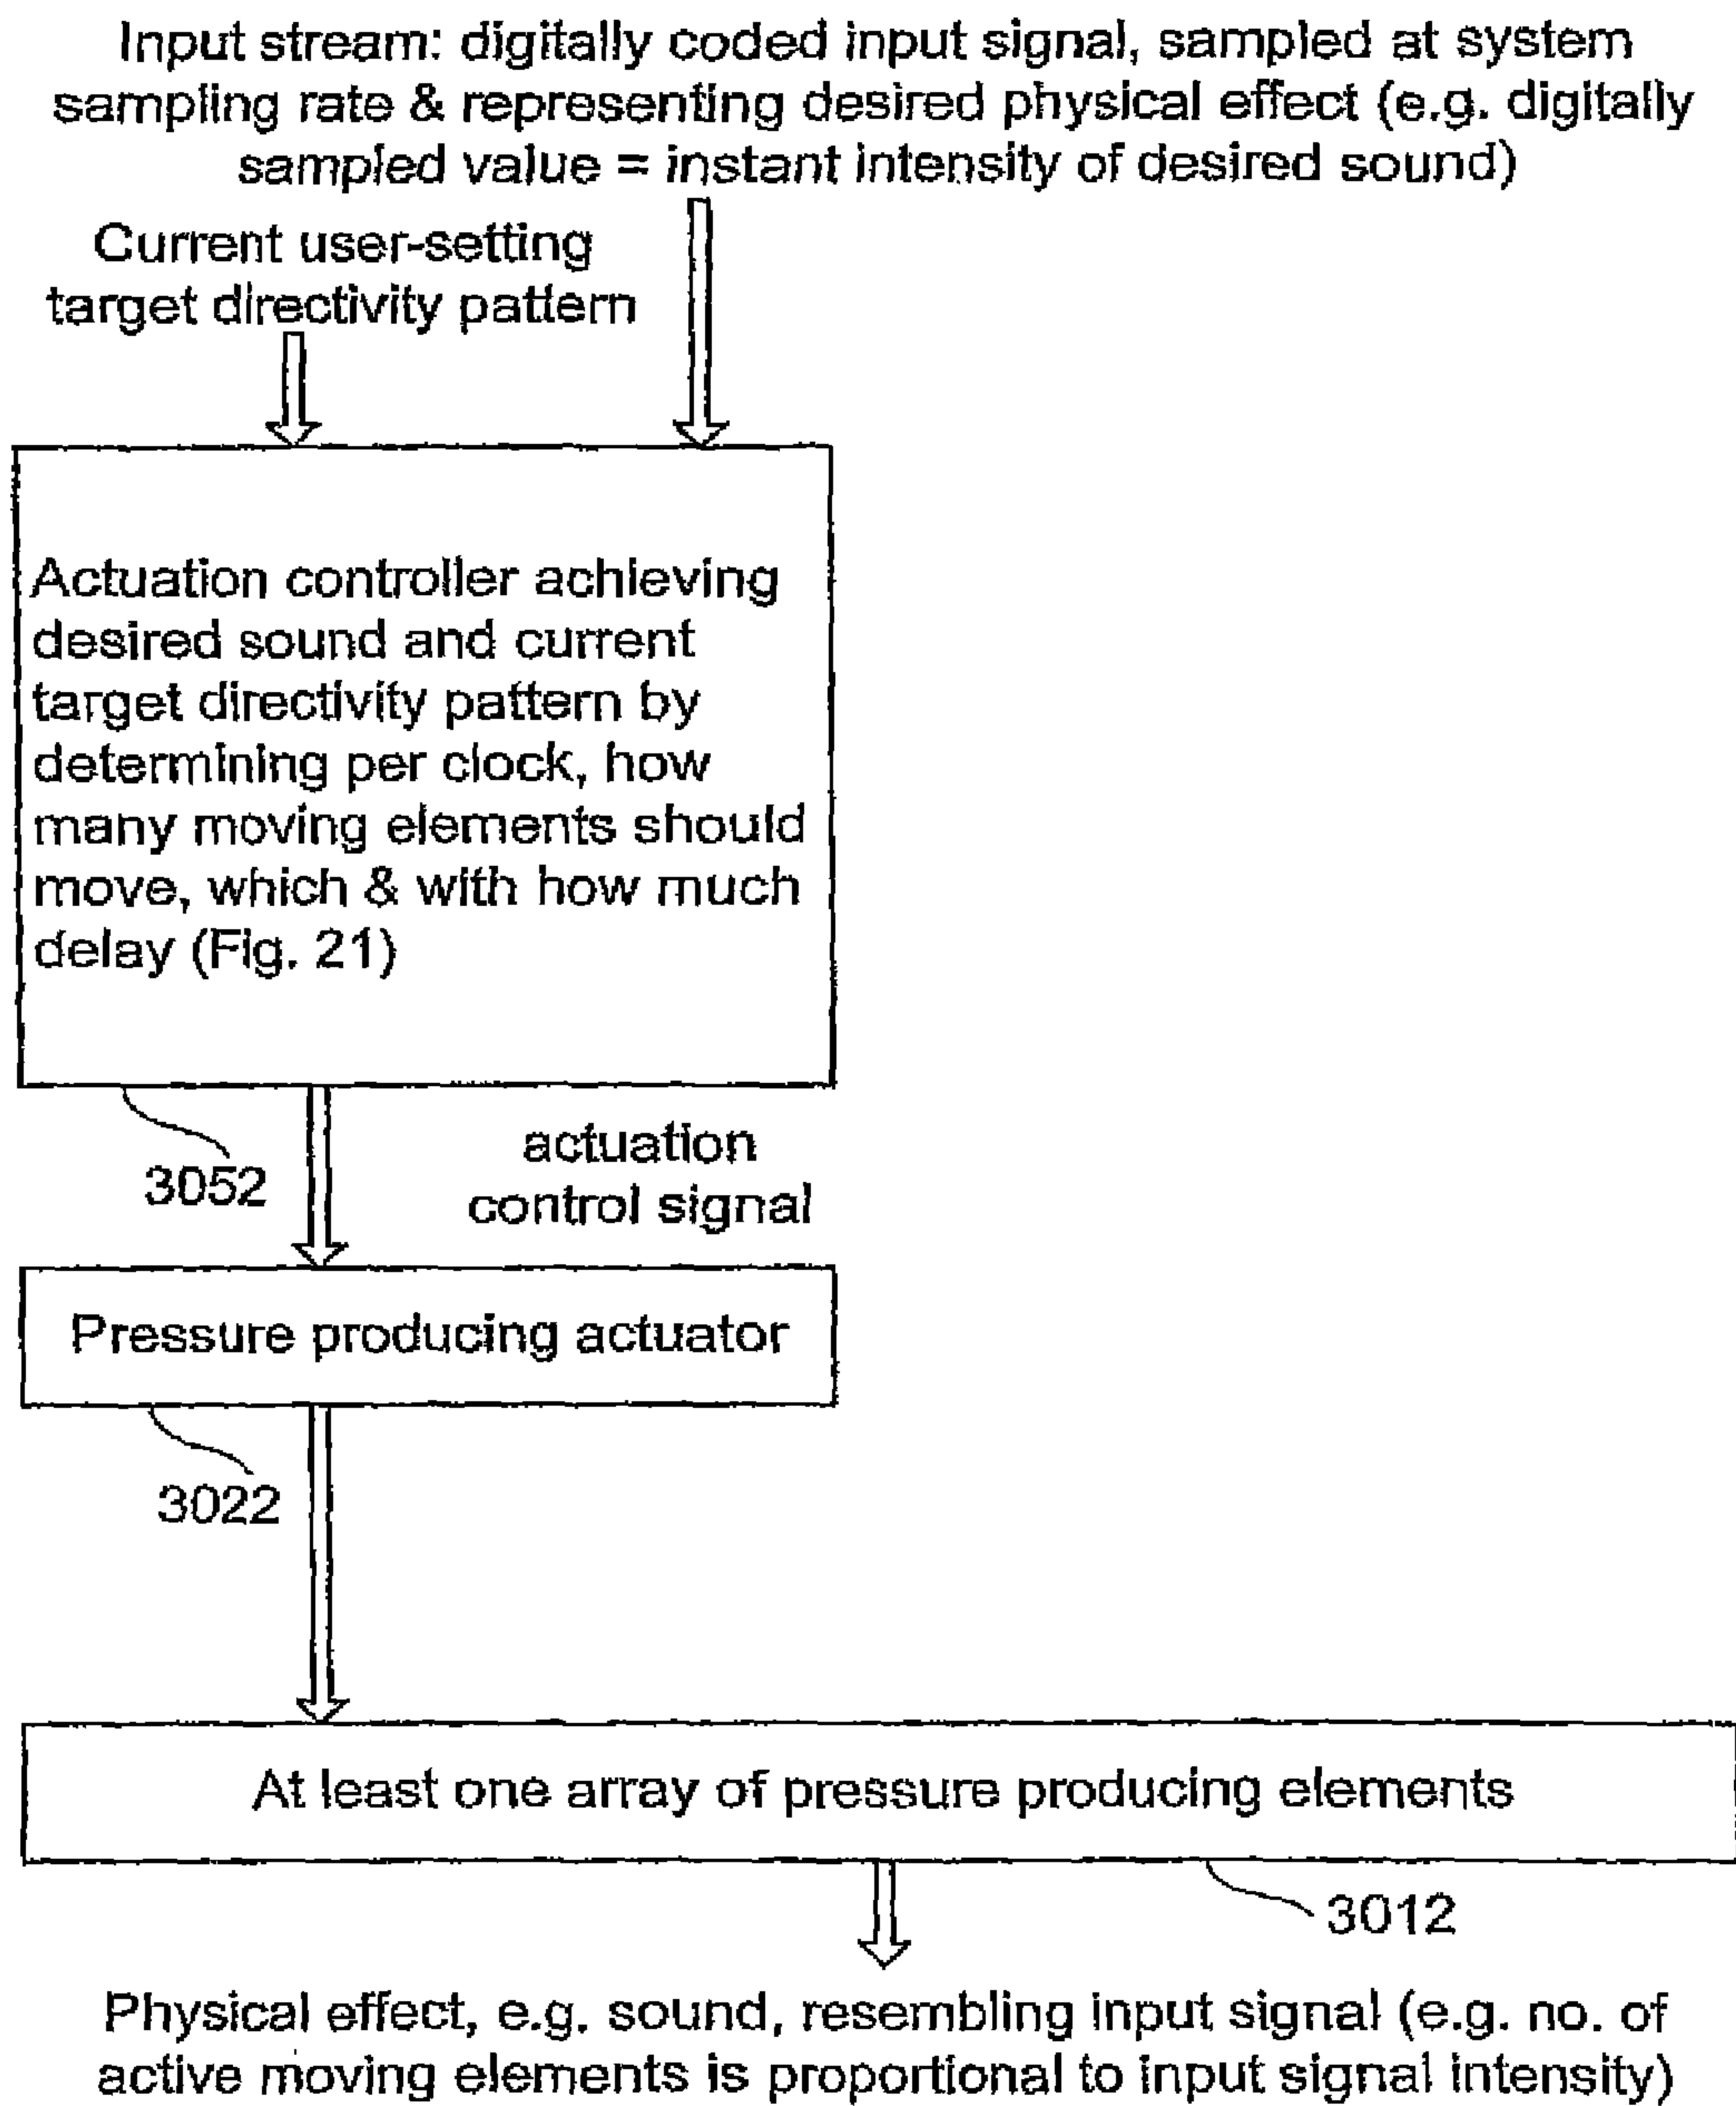 Input stream: digitally coded input signal, sampled at system
sampling rate & representing desired physical effect (e.g. digitally
sampled value = instant intensity of desired sound)
Current user-setting
target directivity pattern
Actuation controller achieving
desired sound and current
target directivity pattern by
determining per clock, how
many moving elements should
move, which & with how much
delay (Fig. 21)
3052
actuation
control signal
Pressure producing actuator
3022
At least one array of pressure producing elements
3012
Physical effect, e.g. sound, resembling input signal (e.g. no. of
active moving elements is proportional to input signal intensity)